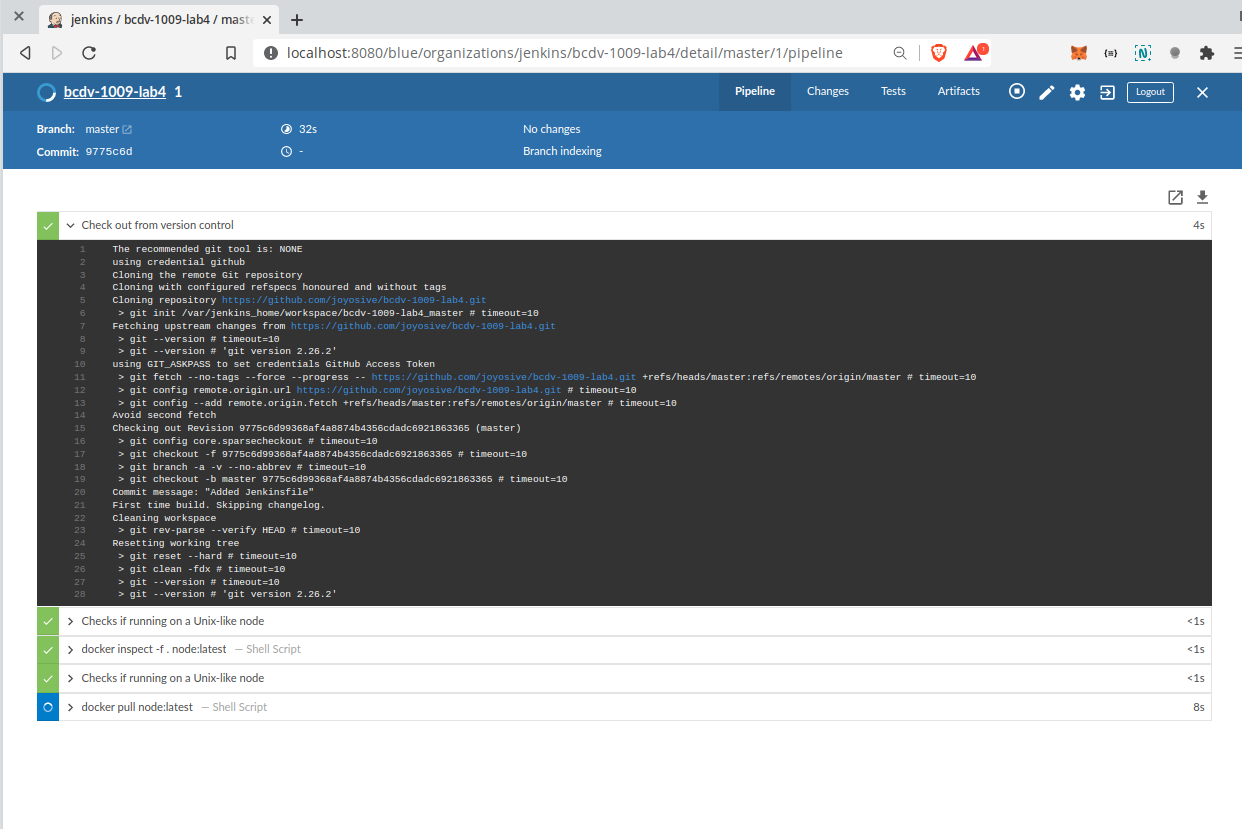 jenkins / bcdv-1009-lab4 / maste
localhost:8080/blue/organizations/jenkins/bcdv-1009-lab4/detail/master/1/pipeline
1
bcdv-1009-lab4 1
Pipeline Changes Tests Artifacts Logout
Branch: master 32s No changes
Commit: 9775c6d - Branch indexing
Check out from version control 4s
1 The recommended git tool is: NONE
2 using credential github
3 Cloning the remote Git repository
4 Cloning with configured refspecs honoured and without tags
5 Cloning repository https://github.com/joyosive/bcdv-1009-lab4.git
6 > git init /var/jenkins_home/workspace/bcdv-1009-lab4_master # timeout=10
7 Fetching upstream changes from https://github.com/joyosive/bcdv-1009-lab4.git
8 > git --version # timeout=10
9 > git --version # 'git version 2.26.2'
10 using GIT_ASKPASS to set credentials GitHub Access Token
11 > git fetch --no-tags --force --progress -- https://github.com/joyosive/bcdv-1009-lab4.git +refs/heads/master:refs/remotes/origin/master # timeout=10
12 > git config remote.origin.url https://github.com/joyosive/bcdv-1009-lab4.git # timeout=10
13 > git config --add remote.origin.fetch +refs/heads/master:refs/remotes/origin/master # timeout=10
14 Avoid second fetch
15 Checking out Revision 9775c6d99368af4a8874b4356cdadc6921863365 (master)
16 > git config core.sparsecheckout # timeout=10
17 > git checkout -f 9775c6d99368af4a8874b4356cdadc6921863365 # timeout=10
18 > git branch -a -v --no-abbrev # timeout=10
19 > git checkout -b master 9775c6d99368af4a8874b4356cdadc6921863365 # timeout=10
20 Commit message: "Added Jenkinsfile"
21 First time build. Skipping changelog.
22 Cleaning workspace
23 > git rev-parse --verify HEAD # timeout=10
24 Resetting working tree
25 > git reset --hard # timeout=10
26 > git clean -fdx # timeout=10
27 > git --version # timeout=10
28 > git --version # 'git version 2.26.2'
Checks if running on a Unix-like node <1s
docker inspect -f . node:latest — Shell Script <1s
Checks if running on a Unix-like node <1s
docker pull node:latest — Shell Script 8s